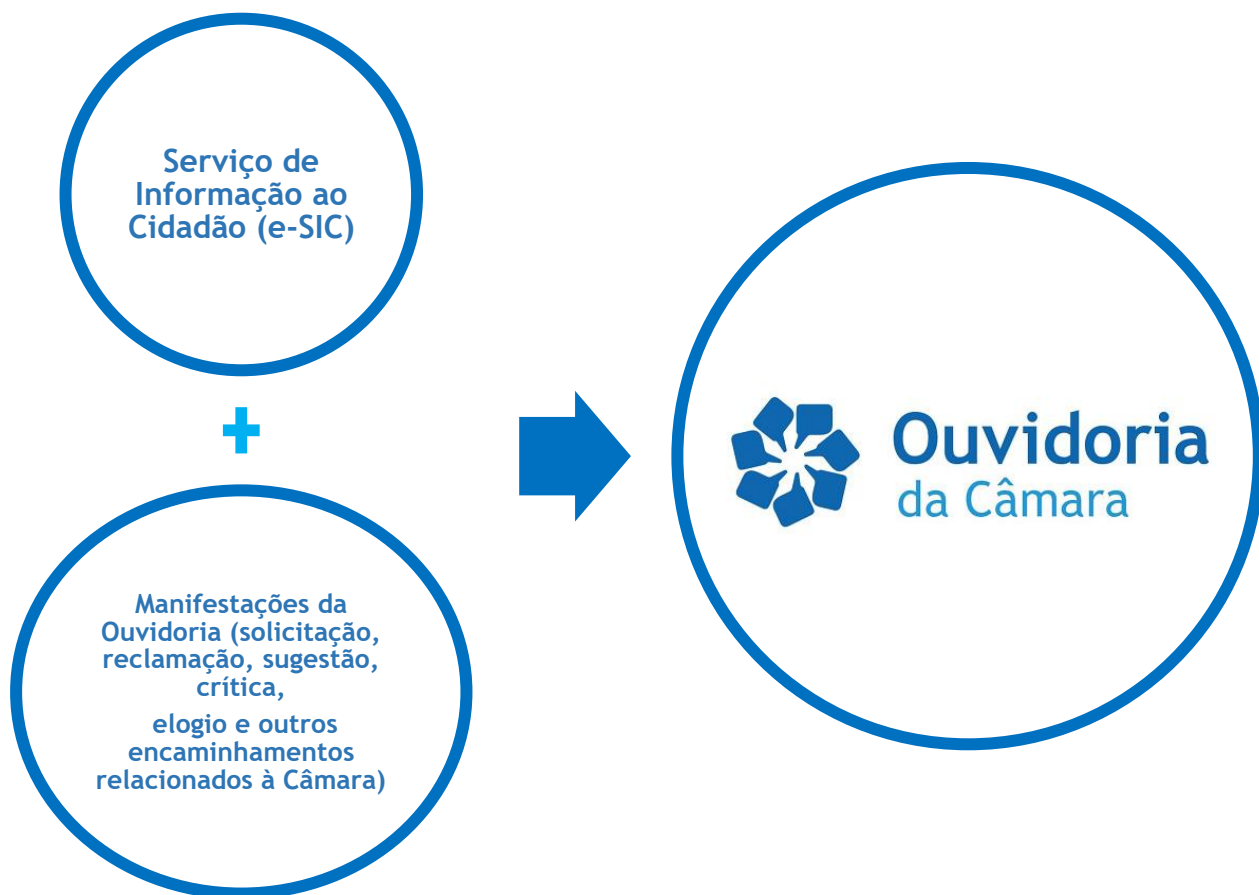 Serviço de
Informação ao
Cidadão (e-SIC)
Manifestações da
Ouvidoria (solicitação,
reclamação, sugestão,
crítica,
elogio e outros
encaminhamentos
relacionados à Câmara)
Ouvidoria
da Câmara